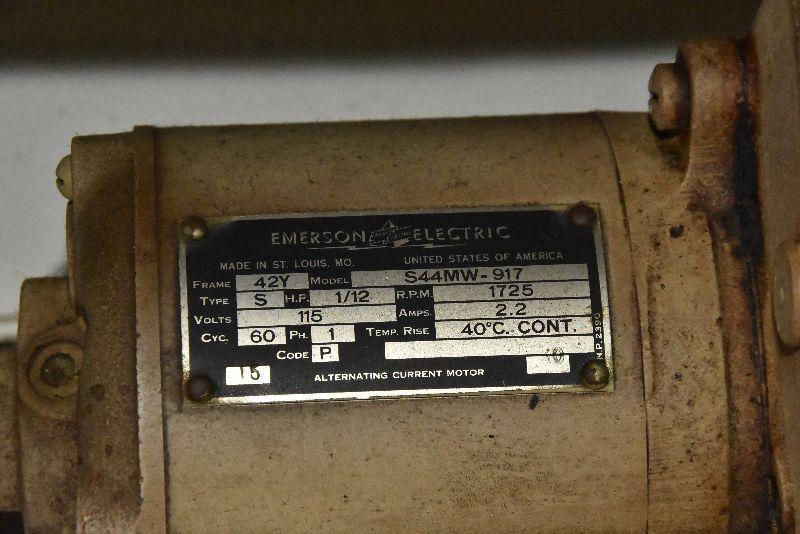 EMERSON ELECTRIC
MADE IN ST. LOUIS, MO. UNITED STATES OF AMERICA
FRAME 42Y MODEL S44MW-917
TYPE S H.P. 1/12 R.P.M. 1725
VOLTS 115 AMPS. 2.2
CYC. 60 PH. 1 TEMP. RISE 40°C. CONT.
CODE P
15 ALTERNATING CURRENT MOTOR
N.P. 2390